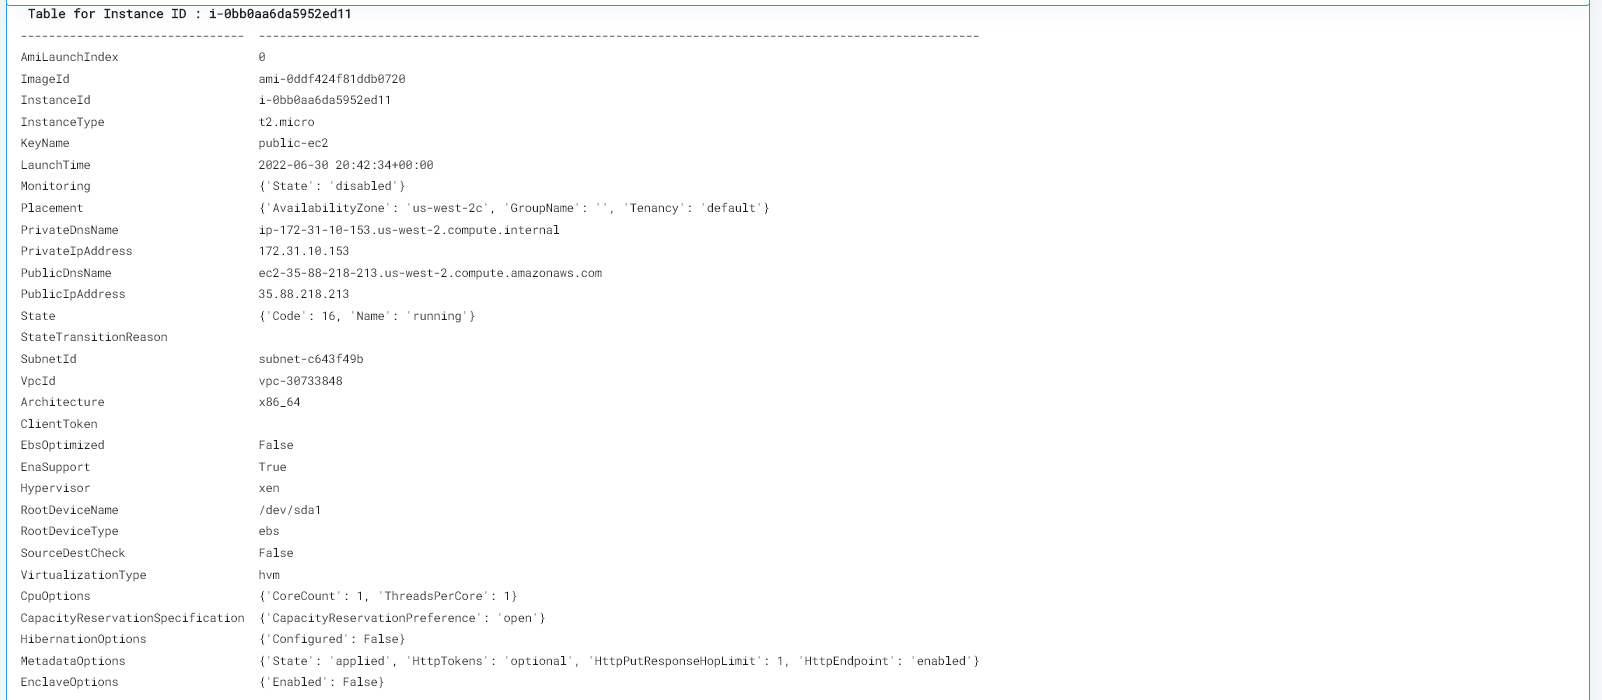 Table for Instance ID : i-0bb0aa6da5952ed11
-------------------------------- -------------------------------------------------------------------------------------------------------
AmiLaunchIndex 0
ImageId ami-0ddf424f81ddb0720
InstanceId i-0bb0aa6da5952ed11
InstanceType t2.micro
KeyName public-ec2
LaunchTime 2022-06-30 20:42:34+00:00
Monitoring {'State': 'disabled'}
Placement {'AvailabilityZone': 'us-west-2c', 'GroupName': '', 'Tenancy': 'default'}
PrivateDnsName ip-172-31-10-153.us-west-2.compute.internal
PrivateIpAddress 172.31.10.153
PublicDnsName ec2-35-88-218-213.us-west-2.compute.amazonaws.com
PublicIpAddress 35.88.218.213
State {'Code': 16, 'Name': 'running'}
StateTransitionReason
SubnetId subnet-c643f49b
VpcId vpc-30733848
Architecture x86_64
ClientToken
EbsOptimized False
EnaSupport True
Hypervisor xen
RootDeviceName /dev/sda1
RootDeviceType ebs
SourceDestCheck False
VirtualizationType hvm
CpuOptions {'CoreCount': 1, 'ThreadsPerCore': 1}
CapacityReservationSpecification {'CapacityReservationPreference': 'open'}
HibernationOptions {'Configured': False}
MetadataOptions {'State': 'applied', 'HttpTokens': 'optional', 'HttpPutResponseHopLimit': 1, 'HttpEndpoint': 'enabled'}
EnclaveOptions {'Enabled': False}